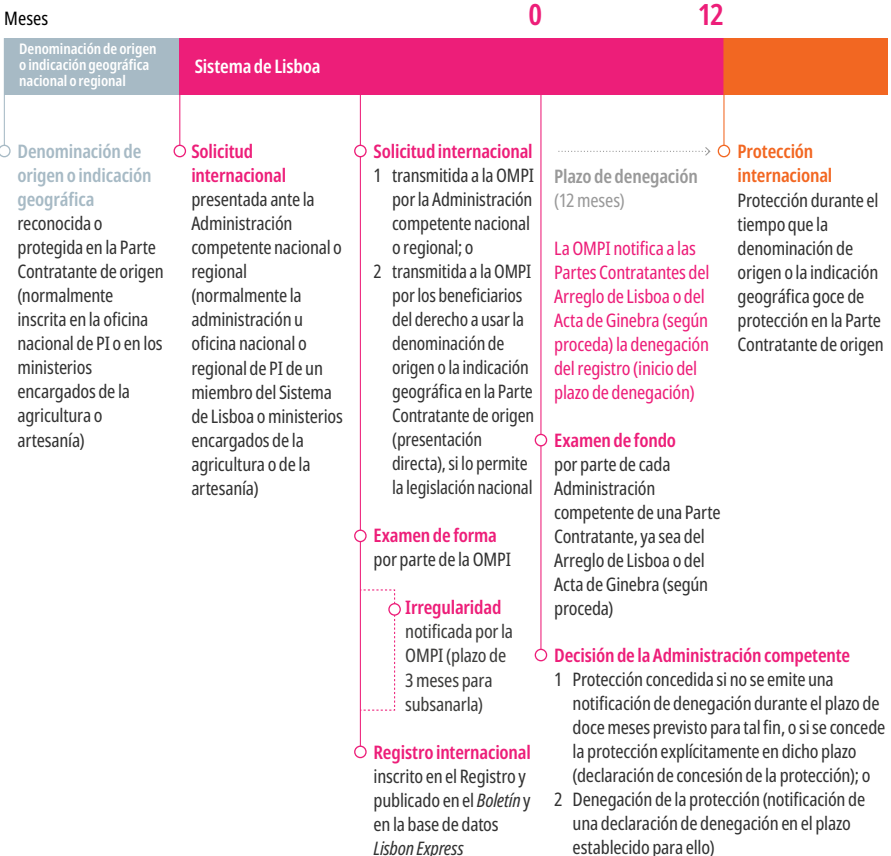 Meses
0
12
Denominación de origen
o indicación geográfica
nacional o regional
Sistema de Lisboa
Denominación de
origen o indicación
geográfica
reconocida o
protegida en la Parte
Contratante de origen
(normalmente
inscrita en la oficina
nacional de PI o en los
ministerios
encargados de la
agricultura o
artesanía)
Solicitud
internacional
presentada ante la
Administración
competente nacional o
regional
(normalmente la
administración u
oficina nacional o
regional de PI de un
miembro del Sistema
de Lisboa o ministerios
encargados de la
agricultura o de la
artesanía)
Solicitud internacional
1 transmitida a la OMPI
por la Administración
competente nacional
o regional; o
2 transmitida a la OMPI
por los beneficiarios
del derecho a usar la
denominación de
origen o la indicación
geográfica en la Parte
Contratante de origen
(presentación
directa), si lo permite
la legislación nacional
Examen de forma
por parte de la OMPI
Irregularidad
notificada por la
OMPI (plazo de
3 meses para
subsanarla)
Registro internacional
inscrito en el Registro y
publicado en el Boletín y
en la base de datos
Lisbon Express
Plazo de denegación
(12 meses)
La OMPI notifica a las
Partes Contratantes del
Arreglo de Lisboa o del
Acta de Ginebra (según
proceda) la denegación
del registro (inicio del
plazo de denegación)
Examen de fondo
por parte de cada
Administración
competente de una Parte
Contratante, ya sea del
Arreglo de Lisboa o del
Acta de Ginebra (según
proceda)
Decisión de la Administración competente
1 Protección concedida si no se emite una
notificación de denegación durante el plazo de
doce meses previsto para tal fin, o si se concede
la protección explícitamente en dicho plazo
(declaración de concesión de la protección); o
2 Denegación de la protección (notificación de
una declaración de denegación en el plazo
establecido para ello)
Protección
internacional
Protección durante el
tiempo que la
denominación de
origen o la indicación
geográfica goce de
protección en la Parte
Contratante de origen